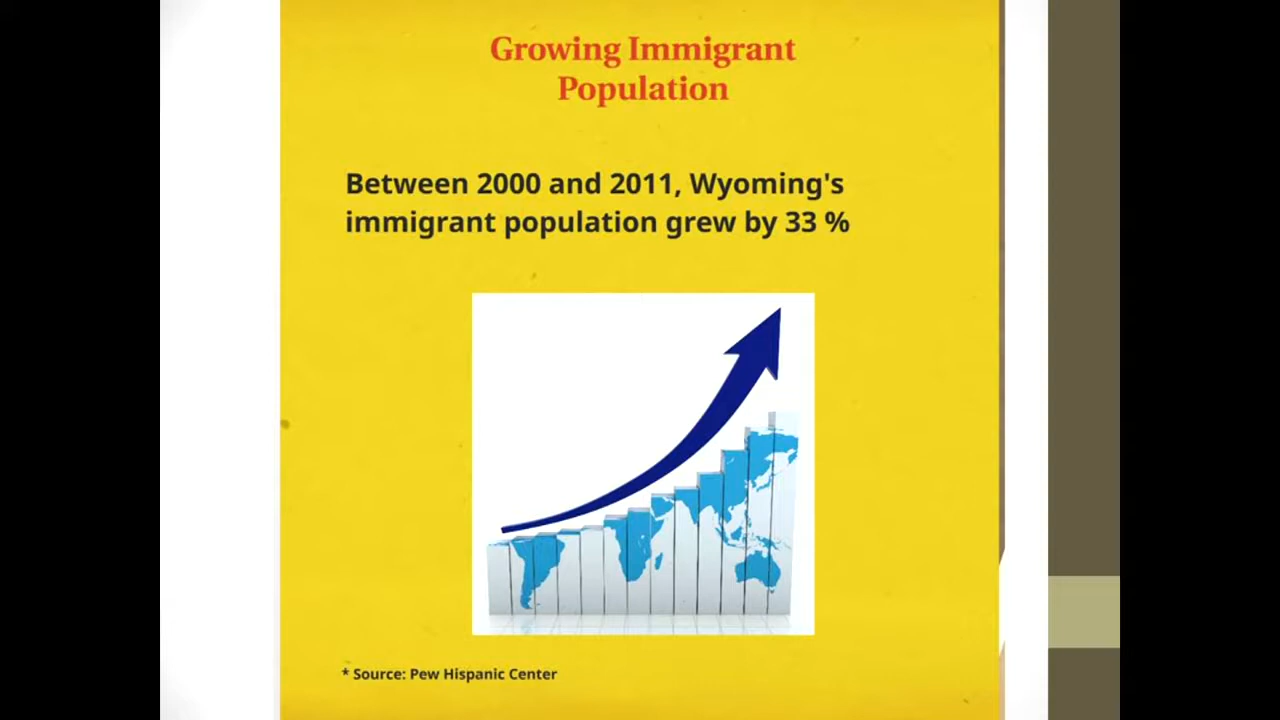 Growing Immigrant
Population
Between 2000 and 2011, Wyoming's
immigrant population grew by 33 %
* Source: Pew Hispanic Center